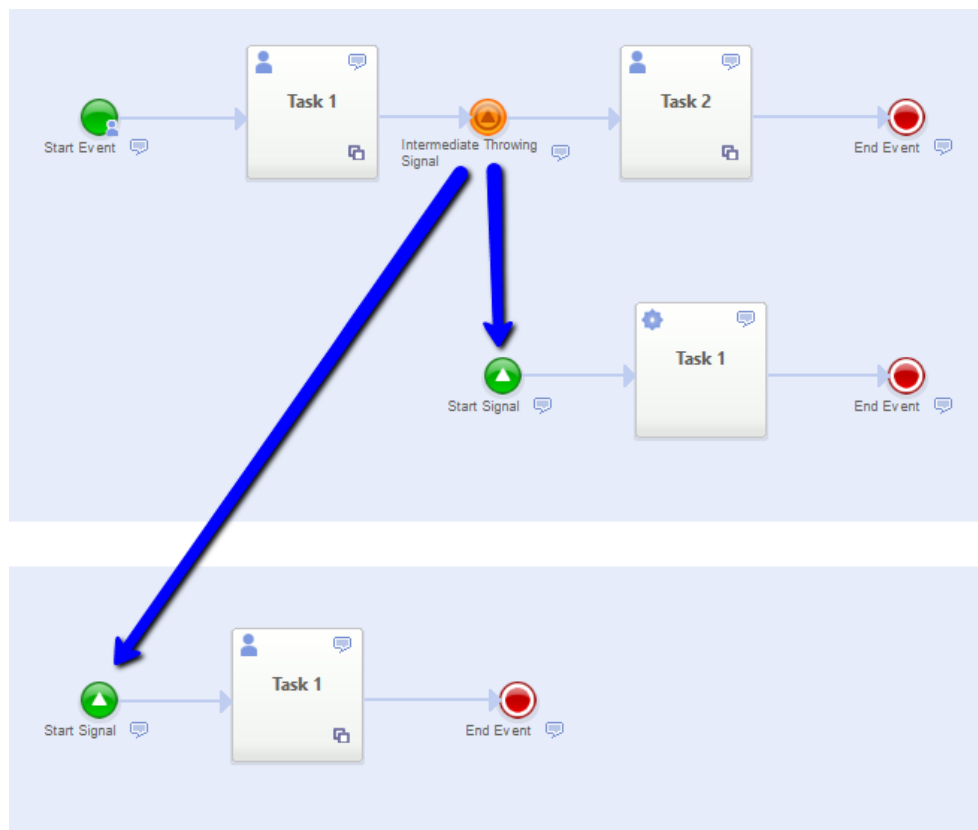 Task 1
Task 2
Start Event
Intermediate Throwing
Signal
End Event
Task 1
Start Signal
End Event
Task 1
Start Signal
End Event